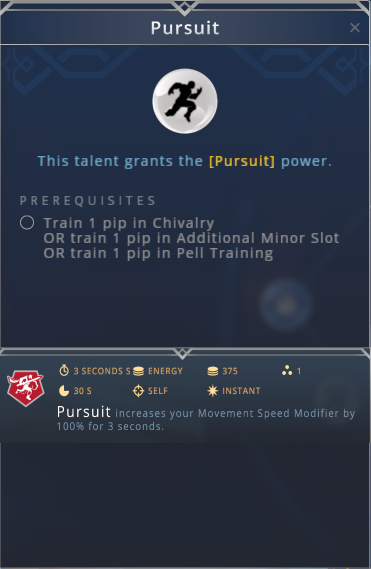 Pursuit
This talent grants the [Pursuit] power.
PREREQUISITES
Train 1 pip in Chivalry
OR train 1 pip in Additional Minor Slot
OR train 1 pip in Pell Training
3 SECONDS S ENERGY 375 1
30 S SELF INSTANT
Pursuit increases your Movement Speed Modifier by
100% for 3 seconds.